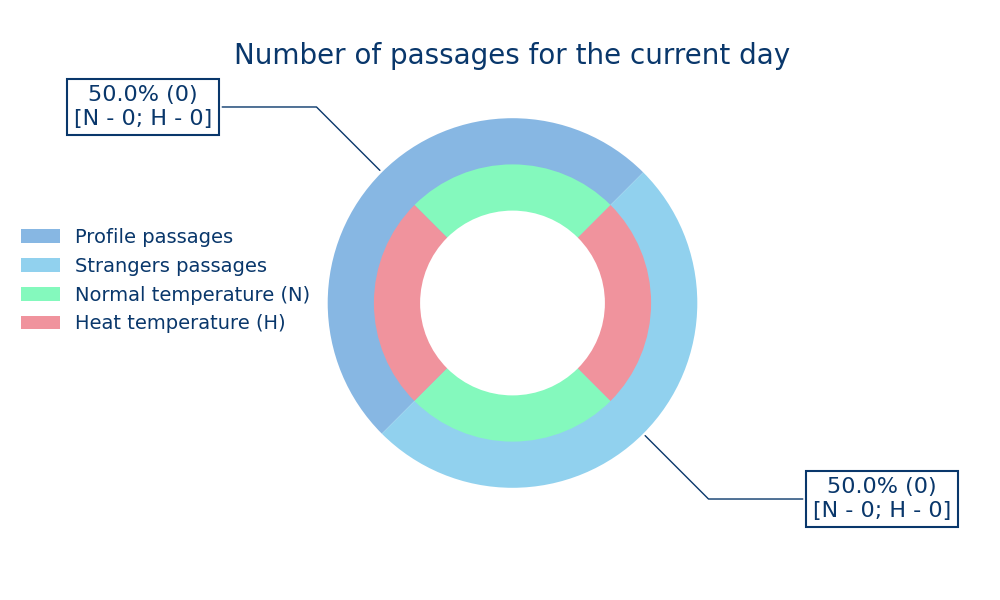 Number of passages for the current day
50.0% (0)
[N - 0; H - 0]
Profile passages
Strangers passages
Normal temperature (N)
Heat temperature (H)
50.0% (0)
[N - 0; H - 0]